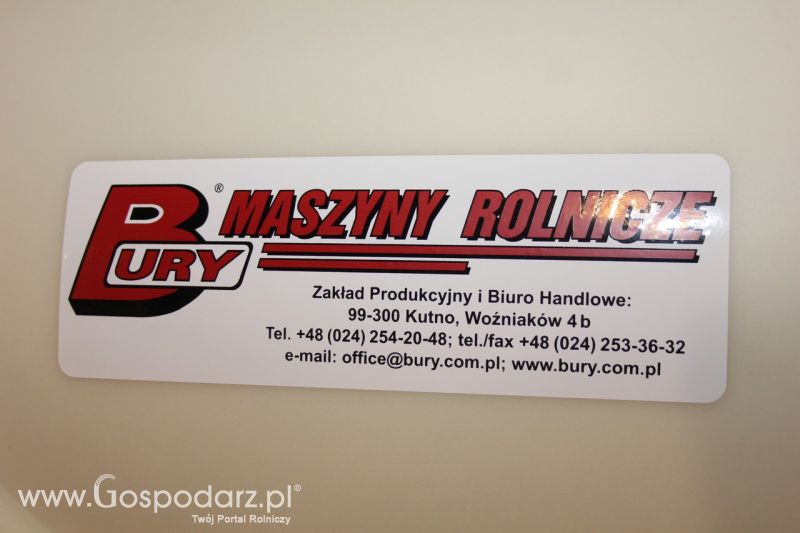 BURY ® MASZYNY ROLNICZE
Zakład Produkcyjny i Biuro Handlowe:
99-300 Kutno, Woźniaków 4b
Tel. +48 (024) 254-20-48; tel./fax +48 (024) 253-36-32
e-mail: office@bury.com.pl; www.bury.com.pl
www.Gospodarz.pl©
Twój Portal Rolniczy